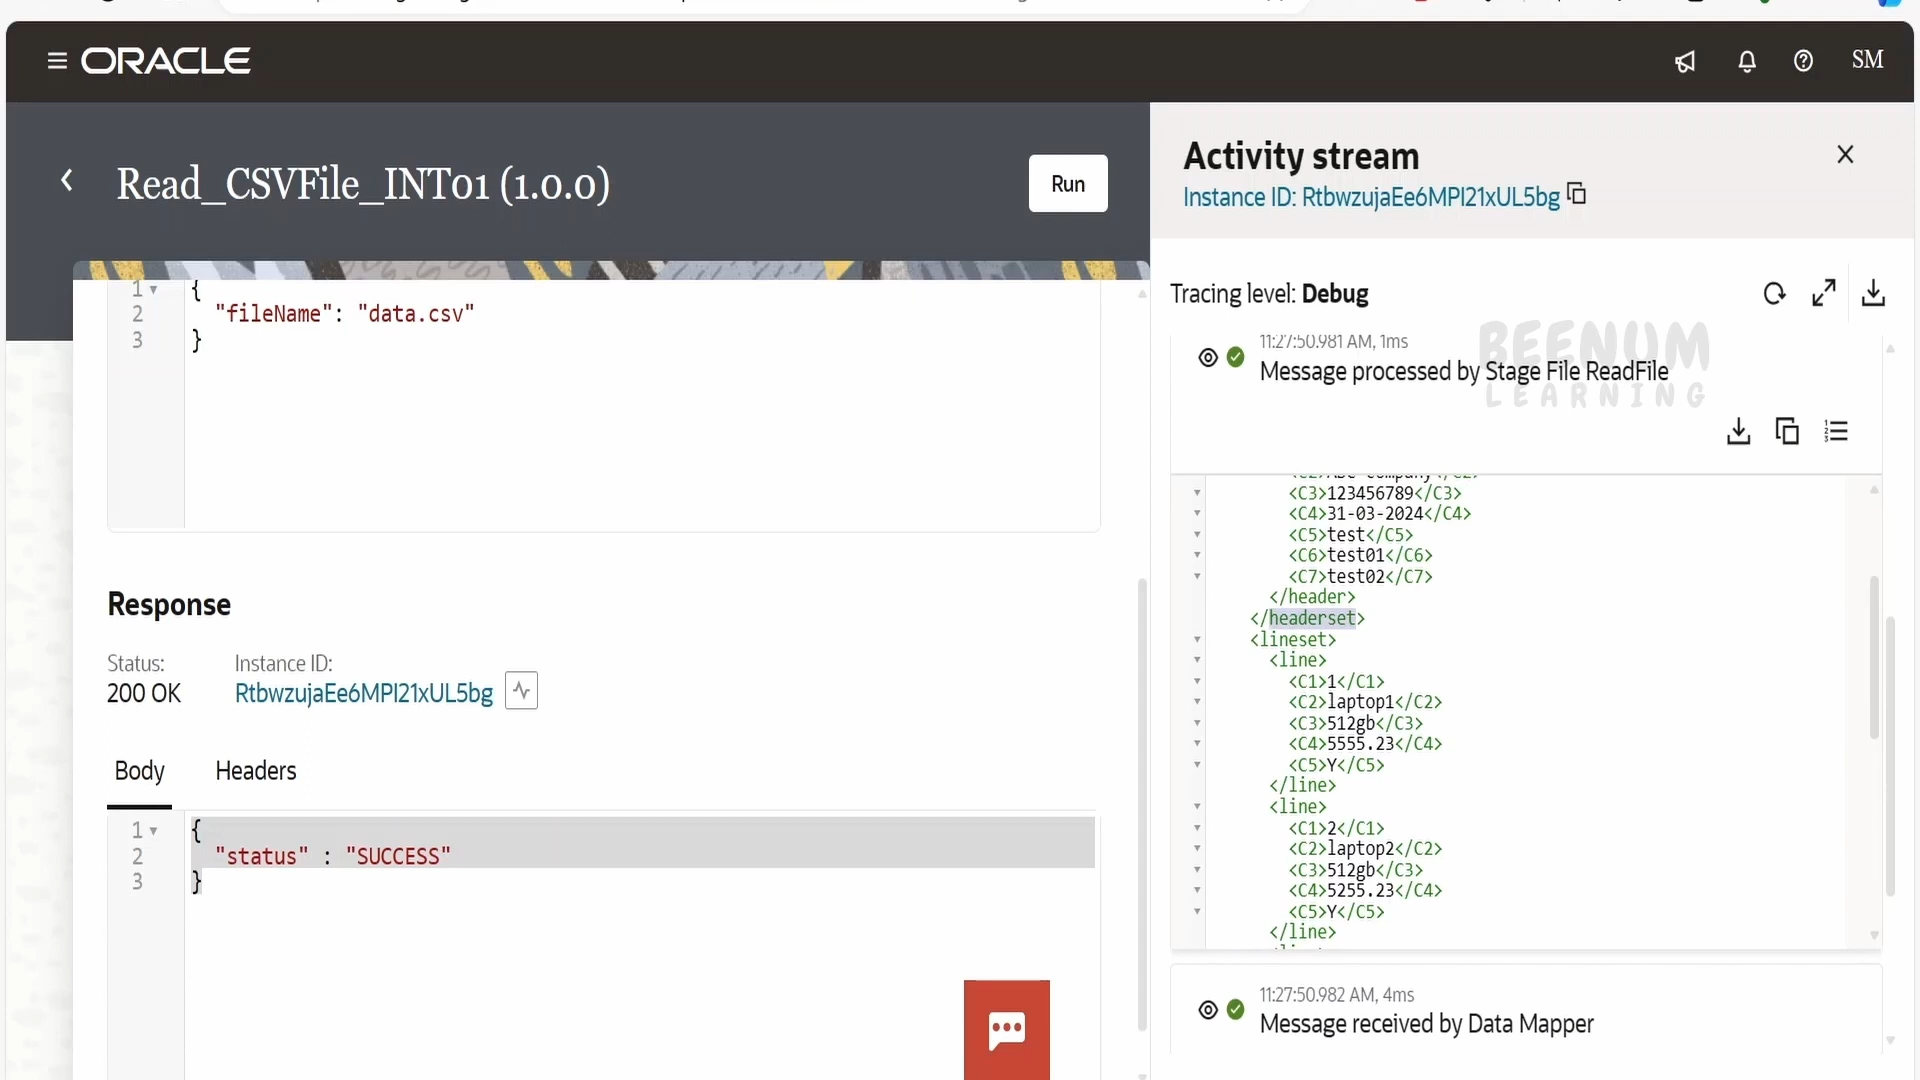 ORACLE
SM
Read_CSVFile_INT01 (1.0.0)
Run
1 {
2 "fileName": "data.csv"
3 }
Response
Status:
200 OK
Instance ID:
RtbwzujaEe6MPI21xUL5bg
Body
Headers
1 {
2 "status" : "SUCCESS"
3 }
Activity stream
Instance ID: RtbwzujaEe6MPI21xUL5bg
Tracing level: Debug
BEENUM
LEARNING
11:27:50.981 AM, 1ms
Message processed by Stage File ReadFile
<C3>123456789</C3>
<C4>31-03-2024</C4>
<C5>test</C5>
<C6>test01</C6>
<C7>test02</C7>
</header>
</headerset>
<lineset>
<line>
<C1>1</C1>
<C2>laptop1</C2>
<C3>512gb</C3>
<C4>5555.23</C4>
<C5>Y</C5>
</line>
<line>
<C1>2</C1>
<C2>laptop2</C2>
<C3>512gb</C3>
<C4>5255.23</C4>
<C5>Y</C5>
</line>
11:27:50.982 AM, 4ms
Message received by Data Mapper